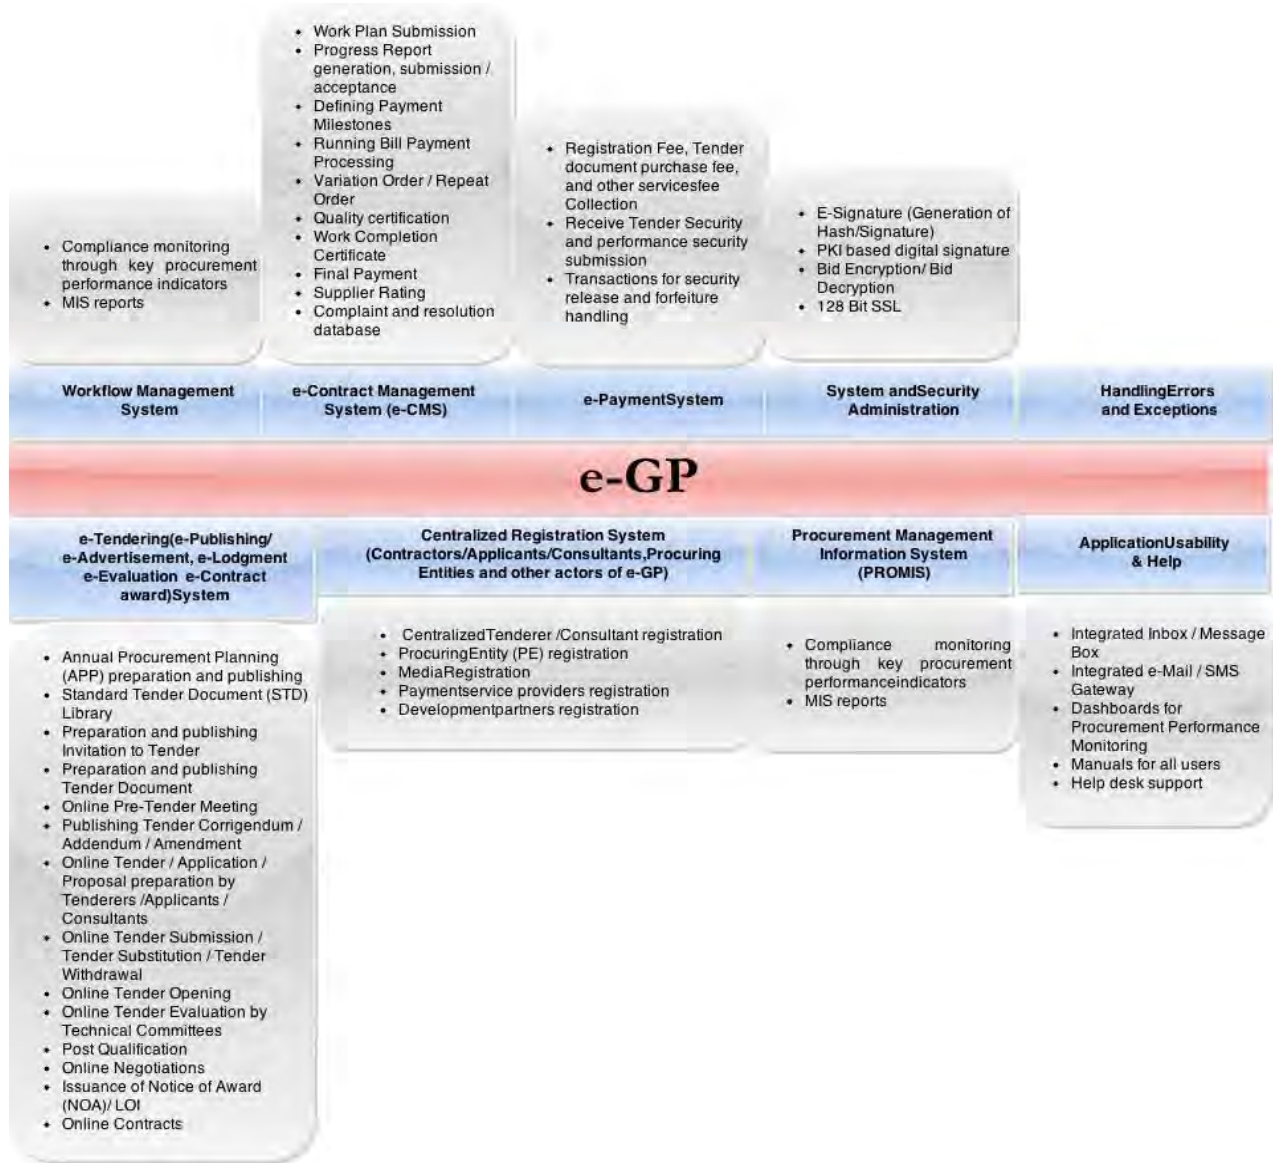 • Compliance monitoring
through key procurement
performance indicators
• MIS reports
• Work Plan Submission
• Progress Report
generation, submission /
acceptance
• Defining Payment
Milestones
• Running Bill Payment
Processing
• Variation Order / Repeat
Order
• Quality certification
• Work Completion
Certificate
• Final Payment
• Supplier Rating
• Complaint and resolution
database
• Registration Fee, Tender
document purchase fee,
and other servicesfee
Collection
• Receive Tender Security
and performance security
submission
• Transactions for security
release and forfeiture
handling
• E-Signature (Generation of
Hash/Signature)
• PKI based digital signature
• Bid Encryption/ Bid
Decryption
• 128 Bit SSL
Workflow Management
System
e-Contract Management
System (e-CMS)
e-PaymentSystem
System andSecurity
Administration
HandlingErrors
and Exceptions
e-GP
e-Tendering(e-Publishing/
e-Advertisement, e-Lodgment
e-Evaluation e-Contract
award)System
Centralized Registration System
(Contractors/Applicants/Consultants,Procuring
Entities and other actors of e-GP)
Procurement Management
Information System
(PROMIS)
ApplicationUsability
& Help
• Annual Procurement Planning
(APP) preparation and publishing
• Standard Tender Document (STD)
Library
• Preparation and publishing
Invitation to Tender
• Preparation and publishing
Tender Document
• Online Pre-Tender Meeting
• Publishing Tender Corrigendum /
Addendum / Amendment
• Online Tender / Application /
Proposal preparation by
Tenderers /Applicants /
Consultants
• Online Tender Submission /
Tender Substitution / Tender
Withdrawal
• Online Tender Opening
• Online Tender Evaluation by
Technical Committees
• Post Qualification
• Online Negotiations
• Issuance of Notice of Award
(NOA)/ LOI
• Online Contracts
• CentralizedTenderer /Consultant registration
• ProcuringEntity (PE) registration
• MediaRegistration
• Paymentservice providers registration
• Developmentpartners registration
• Compliance monitoring
through key procurement
performanceindicators
• MIS reports
• Integrated Inbox / Message
Box
• Integrated e-Mail / SMS
Gateway
• Dashboards for
Procurement Performance
Monitoring
• Manuals for all users
• Help desk support